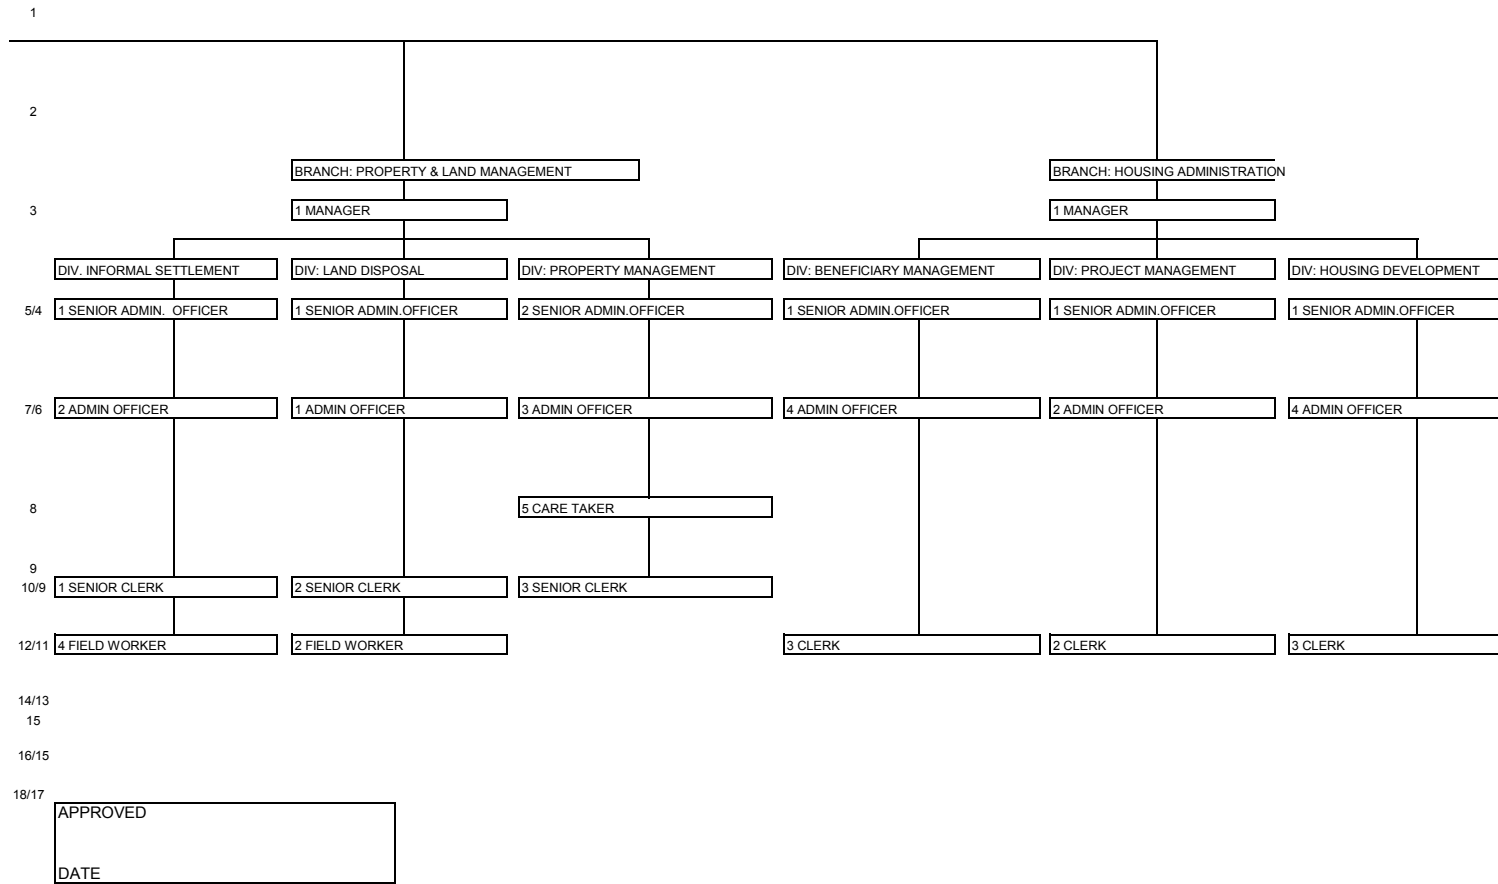 1
2
BRANCH: PROPERTY & LAND MANAGEMENT
BRANCH: HOUSING ADMINISTRATION
3
1 MANAGER
1 MANAGER
DIV. INFORMAL SETTLEMENT
DIV: LAND DISPOSAL
DIV: PROPERTY MANAGEMENT
DIV: BENEFICIARY MANAGEMENT
DIV: PROJECT MANAGEMENT
DIV: HOUSING DEVELOPMENT
5/4
1 SENIOR ADMIN. OFFICER
1 SENIOR ADMIN.OFFICER
2 SENIOR ADMIN.OFFICER
1 SENIOR ADMIN.OFFICER
1 SENIOR ADMIN.OFFICER
1 SENIOR ADMIN.OFFICER
7/6
2 ADMIN OFFICER
1 ADMIN OFFICER
3 ADMIN OFFICER
4 ADMIN OFFICER
2 ADMIN OFFICER
4 ADMIN OFFICER
8
5 CARE TAKER
9
10/9
1 SENIOR CLERK
2 SENIOR CLERK
3 SENIOR CLERK
12/11
4 FIELD WORKER
2 FIELD WORKER
3 CLERK
2 CLERK
3 CLERK
14/13
15
16/15
18/17
APPROVED
DATE